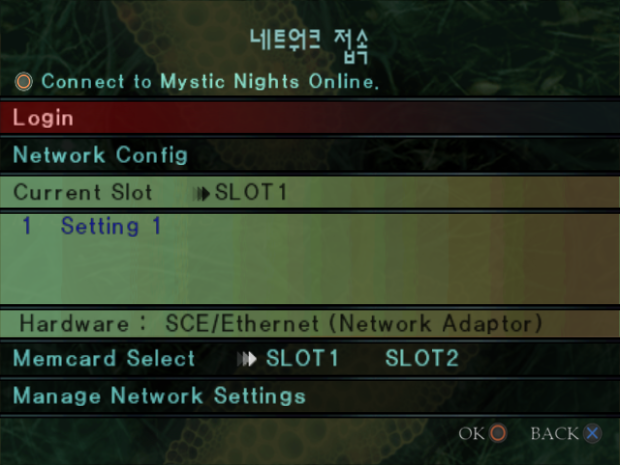 네트워크 접속
Connect to Mystic Nights Online.
Login
Network Config
Current Slot SLOT1
1 Setting 1
Hardware : SCE/Ethernet (Network Adaptor)
Memcard Select SLOT1 SLOT2
Manage Network Settings
OK BACK